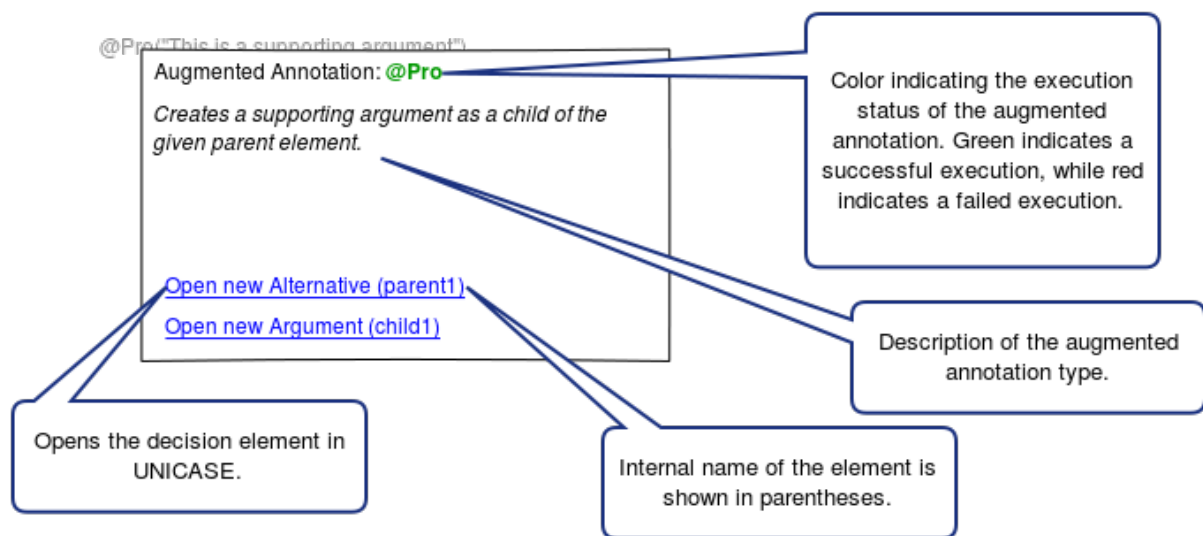 @Pro("This is a supporting argument")
Augmented Annotation: @Pro
Creates a supporting argument as a child of the
given parent element.
Open new Alternative (parent1)
Open new Argument (child1)
Color indicating the execution
status of the augmented
annotation. Green indicates a
successful execution, while red
indicates a failed execution.
Description of the augmented
annotation type.
Opens the decision element in
UNICASE.
Internal name of the element is
shown in parentheses.